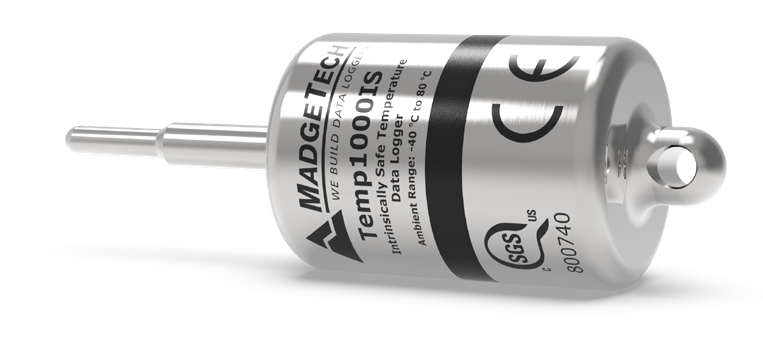 MADGETECH
WE BUILD DATA LOGGERS
Temp1000IS
Intrinsically Safe Temperature
Data Logger
Ambient Range: -40 °C to 80 °C
CE
SGS
C US
800740